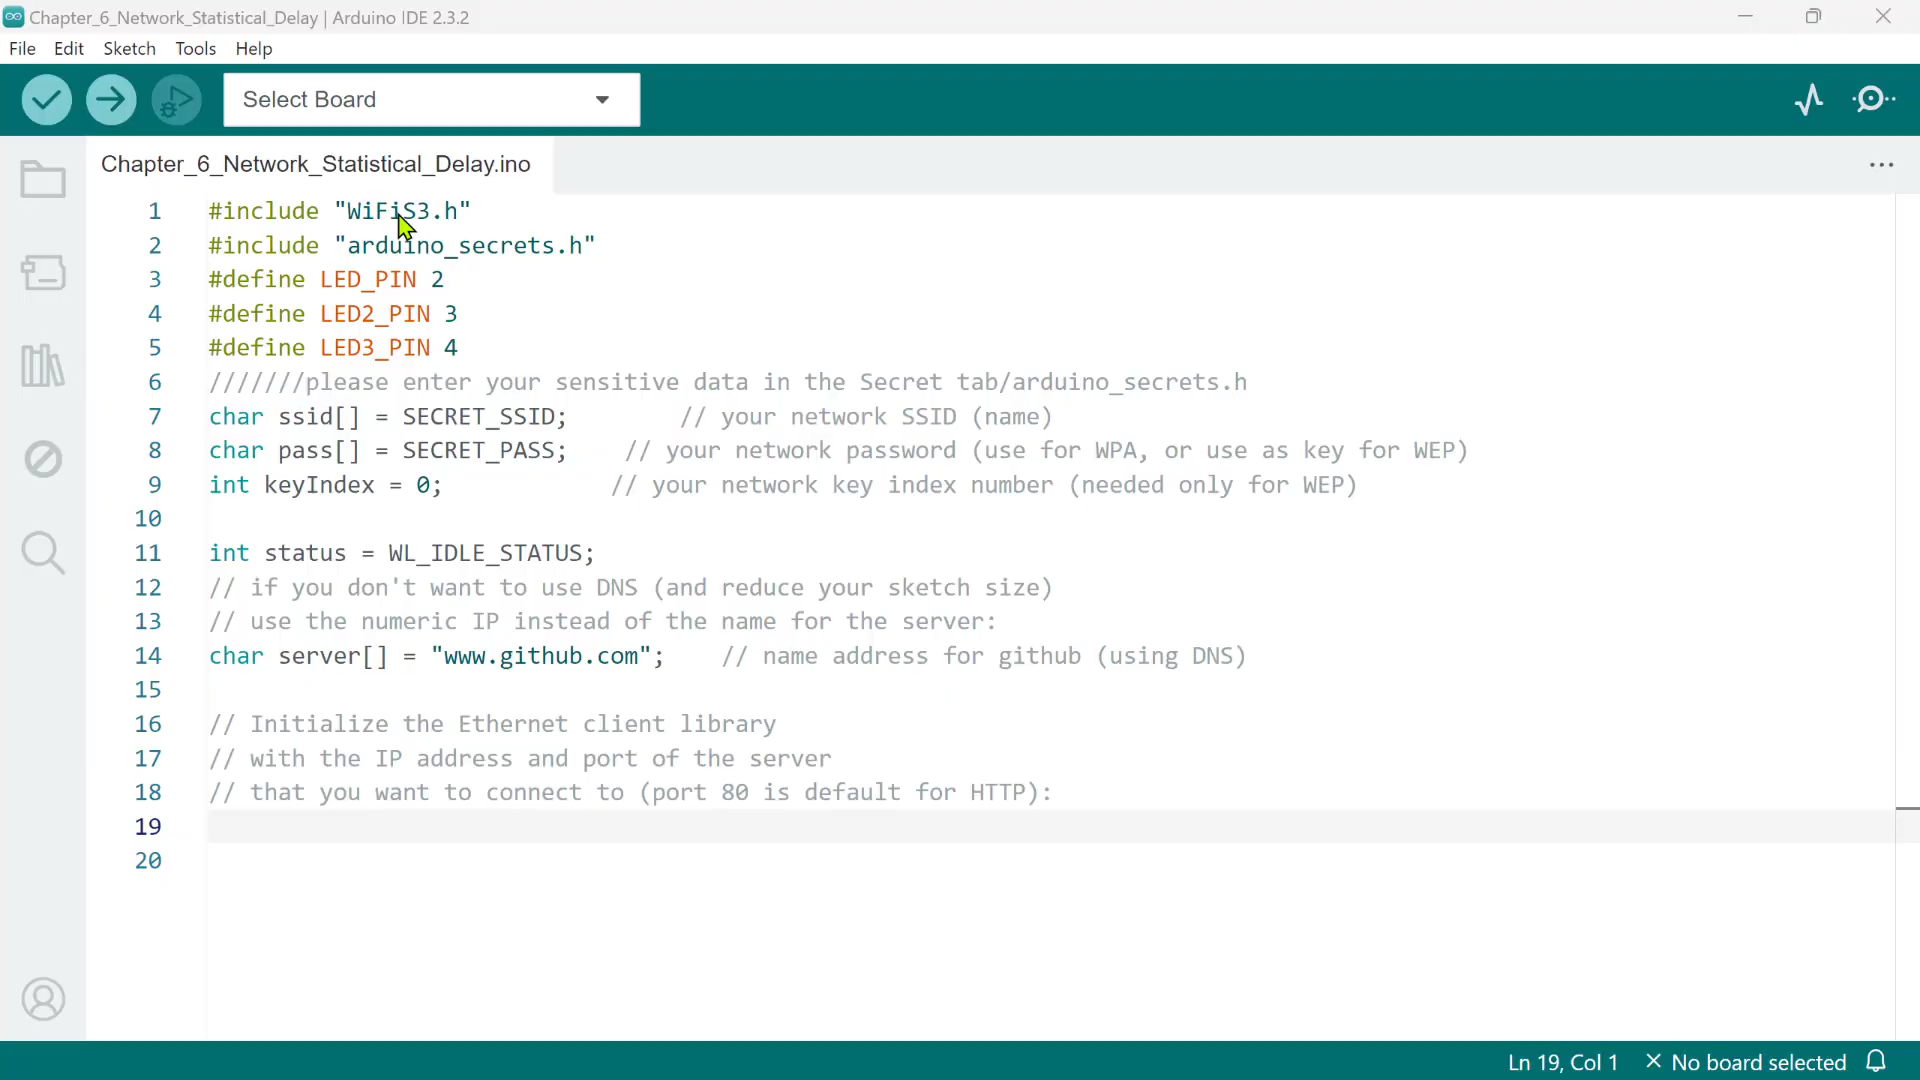 Chapter_6_Network_Statistical_Delay | Arduino IDE 2.3.2
File Edit Sketch Tools Help
Select Board
Chapter_6_Network_Statistical_Delay.ino
1 #include "WiFiS3.h"
2 #include "arduino_secrets.h"
3 #define LED_PIN 2
4 #define LED2_PIN 3
5 #define LED3_PIN 4
6 ///////please enter your sensitive data in the Secret tab/arduino_secrets.h
7 char ssid[] = SECRET_SSID;        // your network SSID (name)
8 char pass[] = SECRET_PASS;    // your network password (use for WPA, or use as key for WEP)
9 int keyIndex = 0;            // your network key index number (needed only for WEP)
10
11 int status = WL_IDLE_STATUS;
12 // if you don't want to use DNS (and reduce your sketch size)
13 // use the numeric IP instead of the name for the server:
14 char server[] = "www.github.com";    // name address for github (using DNS)
15
16 // Initialize the Ethernet client library
17 // with the IP address and port of the server
18 // that you want to connect to (port 80 is default for HTTP):
19
20
Ln 19, Col 1 No board selected